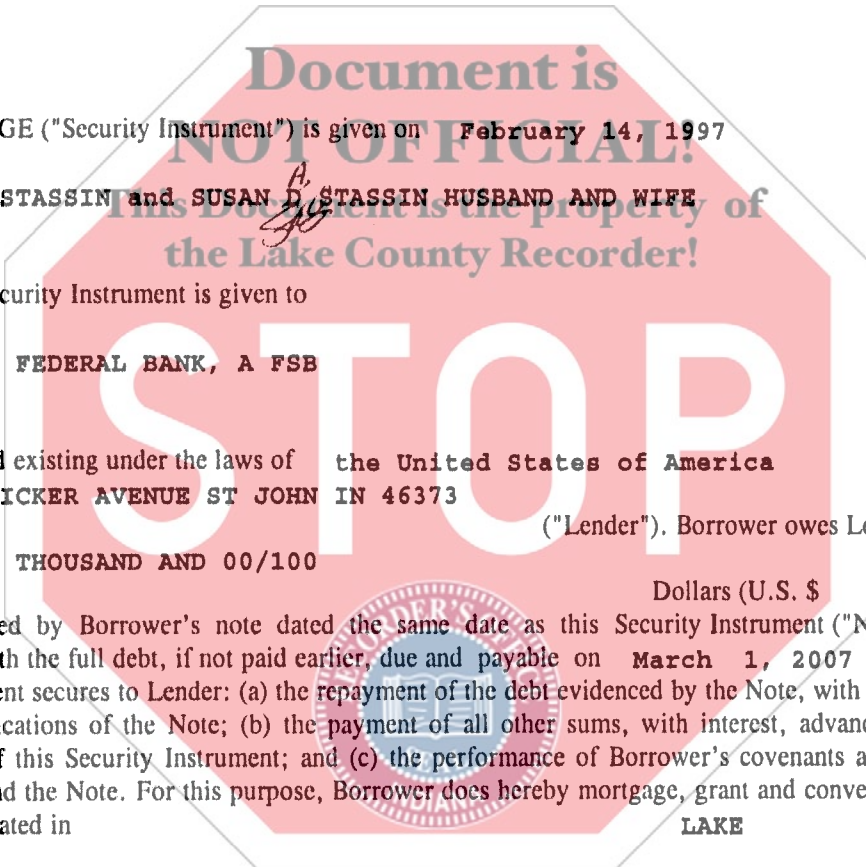 Document is
GE ("Security Instrument") is given on February 14, 1997
NOT OFFICIAL!
A.
STASSIN and SUSAN D. STASSIN HUSBAND AND WIFE
This Document is the property of
the Lake County Recorder!
curity Instrument is given to
STOP
FEDERAL BANK, A FSB
d existing under the laws of the United States of America
ICKER AVENUE ST JOHN IN 46373
("Lender"). Borrower owes Le
THOUSAND AND 00/100
Dollars (U.S. $
ed by Borrower's note dated the same date as this Security Instrument ("N
th the full debt, if not paid earlier, due and payable on March 1, 2007
ent secures to Lender: (a) the repayment of the debt evidenced by the Note, with
cations of the Note; (b) the payment of all other sums, with interest, advanc
f this Security Instrument; and (c) the performance of Borrower's covenants a
d the Note. For this purpose, Borrower does hereby mortgage, grant and conve
ated in LAKE
INDIANA